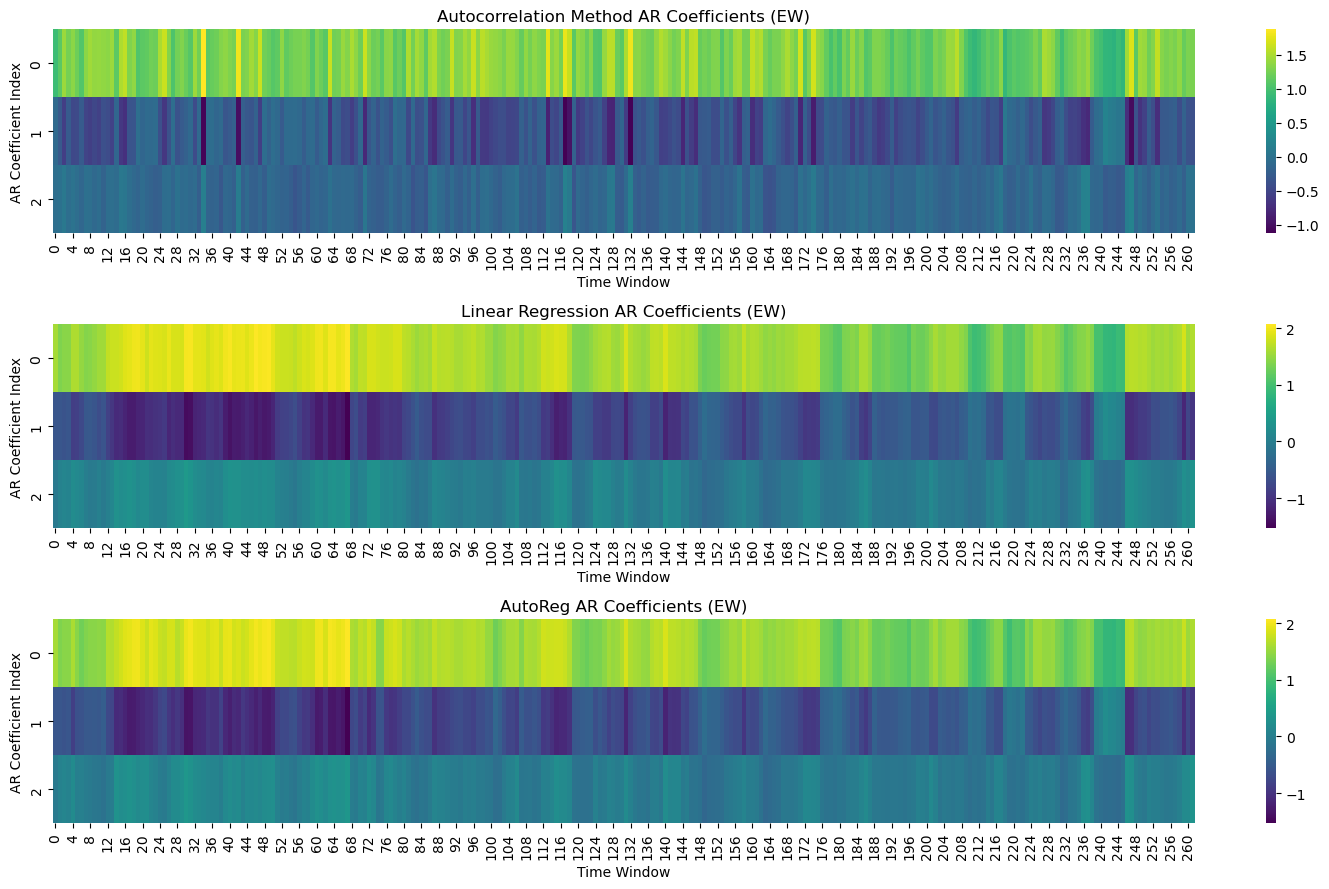 Autocorrelation Method AR Coefficients (EW)
AR Coefficient Index
0
1
2
0 4 8 12 16 20 24 28 32 36 40 44 48 52 56 60 64 68 72 76 80 84 88 92 96 100 104 108 112 116 120 124 128 132 136 140 144 148 152 156 160 164 168 172 176 180 184 188 192 196 200 204 208 212 216 220 224 228 232 236 240 244 248 252 256 260
Time Window
1.5
1.0
0.5
0.0
−0.5
−1.0
Linear Regression AR Coefficients (EW)
AR Coefficient Index
0
1
2
0 4 8 12 16 20 24 28 32 36 40 44 48 52 56 60 64 68 72 76 80 84 88 92 96 100 104 108 112 116 120 124 128 132 136 140 144 148 152 156 160 164 168 172 176 180 184 188 192 196 200 204 208 212 216 220 224 228 232 236 240 244 248 252 256 260
Time Window
2
1
0
−1
AutoReg AR Coefficients (EW)
AR Coefficient Index
0
1
2
0 4 8 12 16 20 24 28 32 36 40 44 48 52 56 60 64 68 72 76 80 84 88 92 96 100 104 108 112 116 120 124 128 132 136 140 144 148 152 156 160 164 168 172 176 180 184 188 192 196 200 204 208 212 216 220 224 228 232 236 240 244 248 252 256 260
Time Window
2
1
0
−1